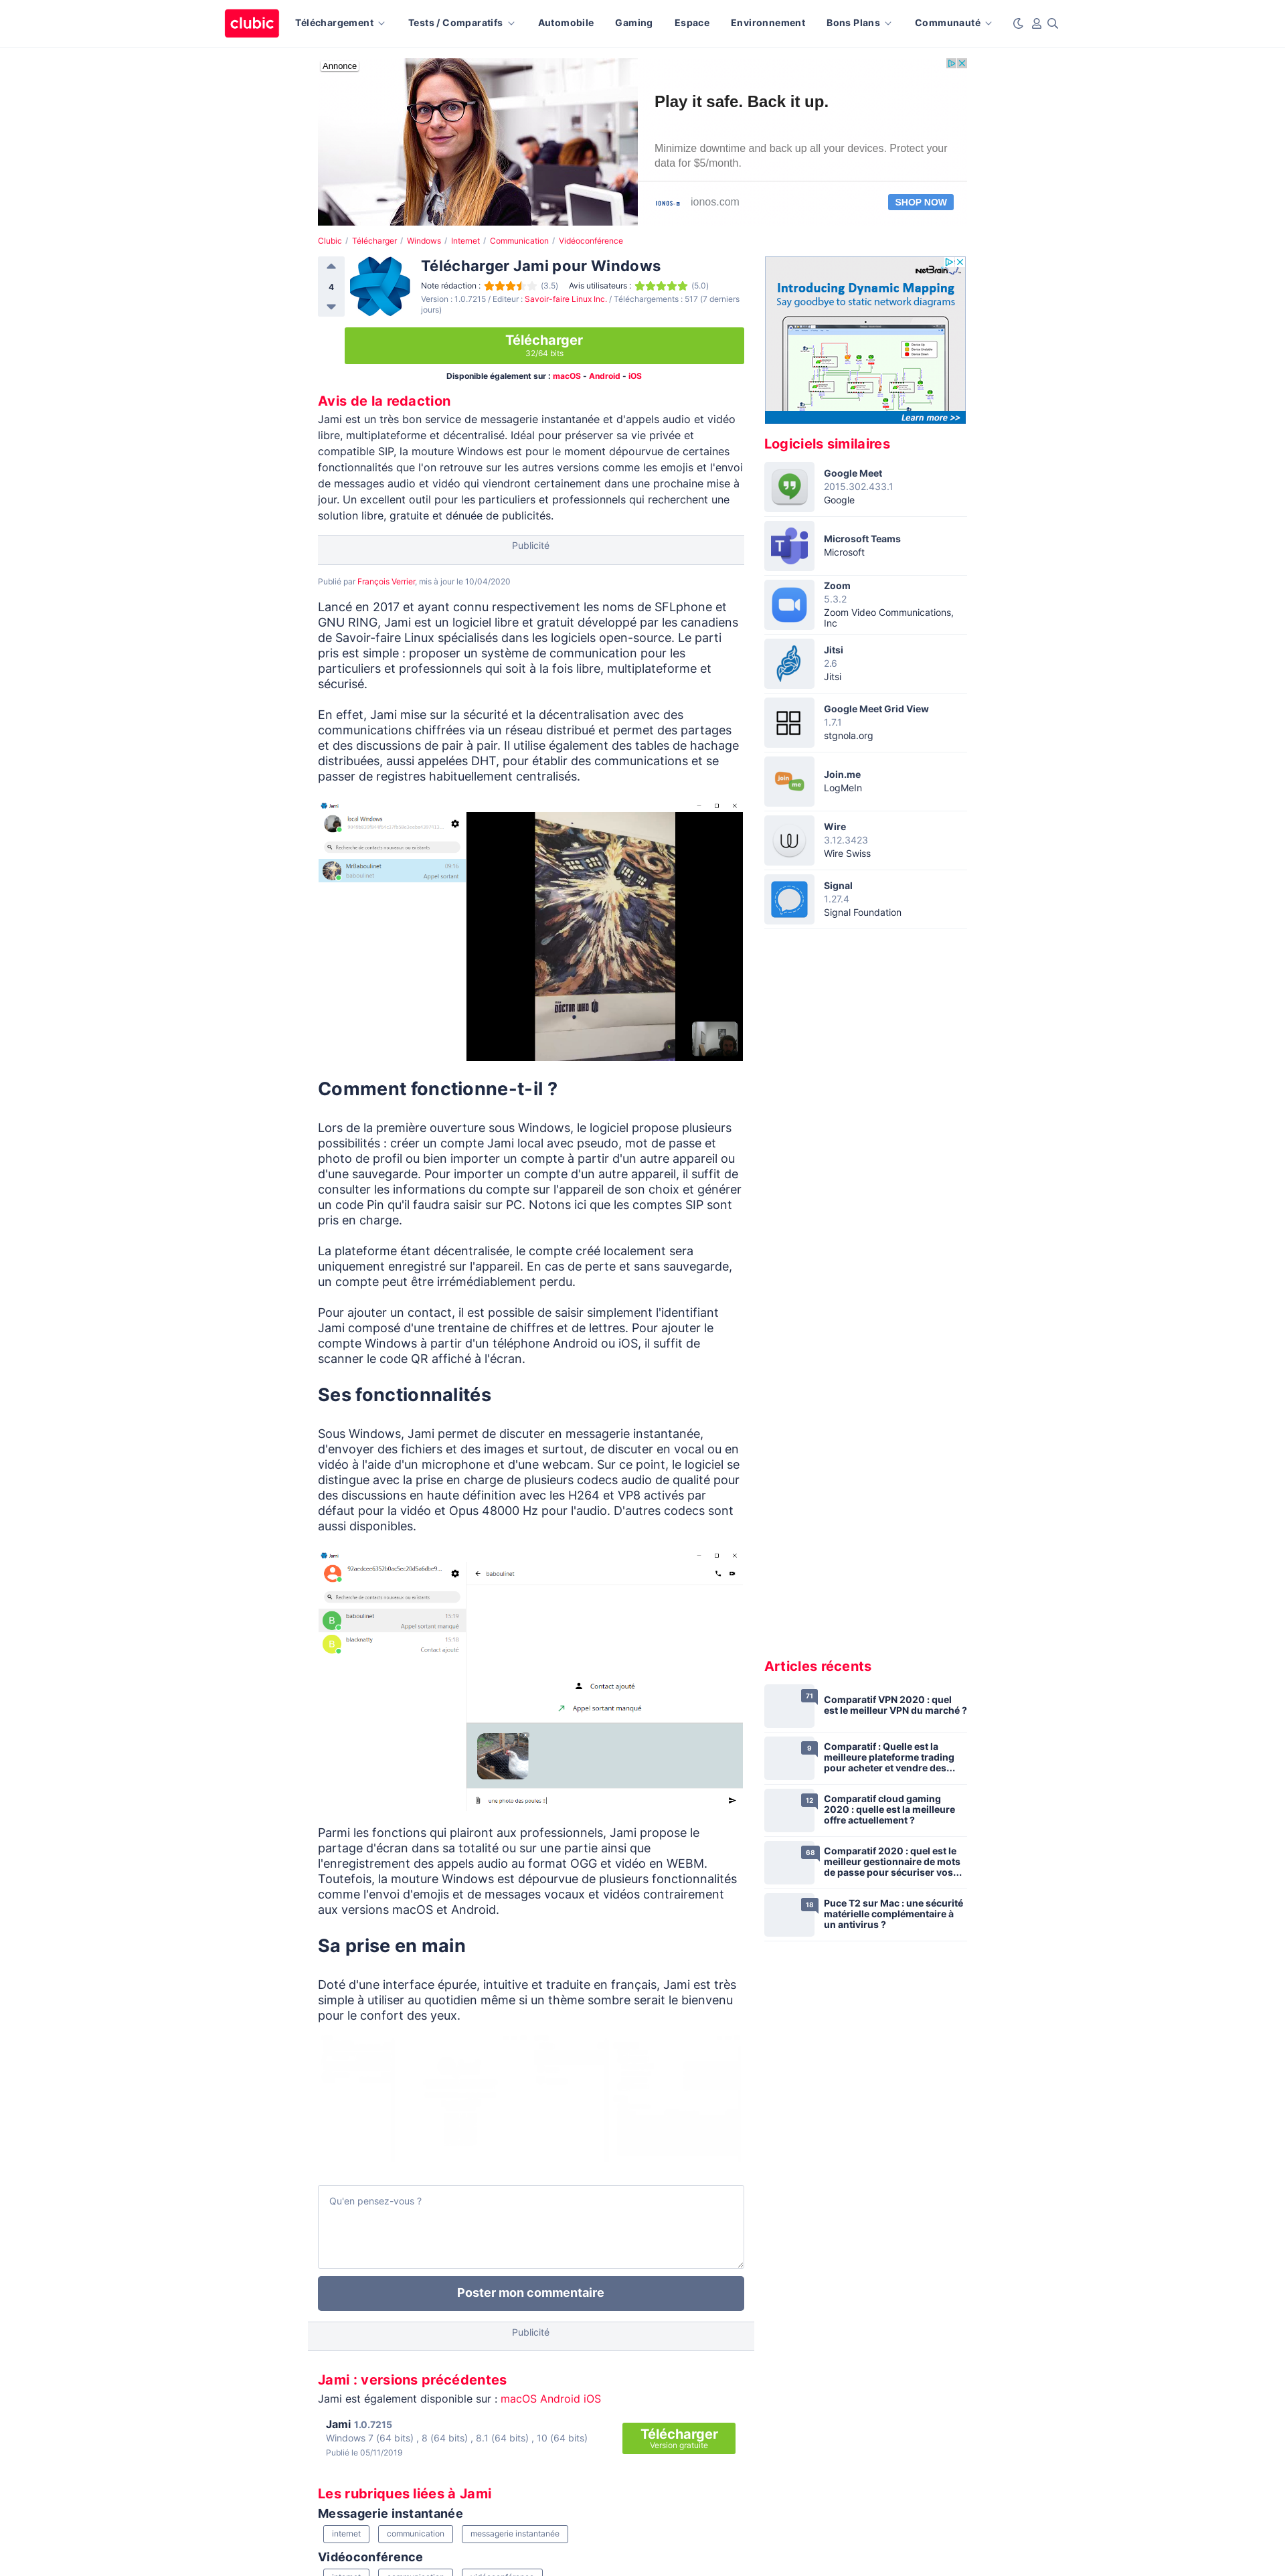 clubic Téléchargement Tests / Comparatifs Automobile Gaming Espace Environnement Bons Plans Communauté
Annonce
Play it safe. Back it up.
Minimize downtime and back up all your devices. Protect your
data for $5/month.
IONOS ionos.com SHOP NOW
Clubic / Télécharger / Windows / Internet / Communication / Vidéoconférence
4
Télécharger Jami pour Windows
Note rédaction : (3.5) Avis utilisateurs : (5.0)
Version : 1.0.7215 / Editeur : Savoir-faire Linux Inc. / Téléchargements : 517 (7 derniers
jours)
Télécharger
32/64 bits
Disponible également sur : macOS - Android - iOS
Avis de la redaction
Jami est un très bon service de messagerie instantanée et d'appels audio et vidéo
libre, multiplateforme et décentralisé. Idéal pour préserver sa vie privée et
compatible SIP, la mouture Windows est pour le moment dépourvue de certaines
fonctionnalités que l'on retrouve sur les autres versions comme les emojis et l'envoi
de messages audio et vidéo qui viendront certainement dans une prochaine mise à
jour. Un excellent outil pour les particuliers et professionnels qui recherchent une
solution libre, gratuite et dénuée de publicités.
Publicité
Publié par François Verrier, mis à jour le 10/04/2020
Lancé en 2017 et ayant connu respectivement les noms de SFLphone et
GNU RING, Jami est un logiciel libre et gratuit développé par les canadiens
de Savoir-faire Linux spécialisés dans les logiciels open-source. Le parti
pris est simple : proposer un système de communication pour les
particuliers et professionnels qui soit à la fois libre, multiplateforme et
sécurisé.
En effet, Jami mise sur la sécurité et la décentralisation avec des
communications chiffrées via un réseau distribué et permet des partages
et des discussions de pair à pair. Il utilise également des tables de hachage
distribuées, aussi appelées DHT, pour établir des communications et se
passer de registres habituellement centralisés.
Jami
local Windows
Recherche de contacts nouveaux ou existants
Mrlilaboulinet 09:16
baboulinet Appel sortant
DOCTOR WHO
Comment fonctionne-t-il ?
Lors de la première ouverture sous Windows, le logiciel propose plusieurs
possibilités : créer un compte Jami local avec pseudo, mot de passe et
photo de profil ou bien importer un compte à partir d'un autre appareil ou
d'une sauvegarde. Pour importer un compte d'un autre appareil, il suffit de
consulter les informations du compte sur l'appareil de son choix et générer
un code Pin qu'il faudra saisir sur PC. Notons ici que les comptes SIP sont
pris en charge.
La plateforme étant décentralisée, le compte créé localement sera
uniquement enregistré sur l'appareil. En cas de perte et sans sauvegarde,
un compte peut être irrémédiablement perdu.
Pour ajouter un contact, il est possible de saisir simplement l'identifiant
Jami composé d'une trentaine de chiffres et de lettres. Pour ajouter le
compte Windows à partir d'un téléphone Android ou iOS, il suffit de
scanner le code QR affiché à l'écran.
Ses fonctionnalités
Sous Windows, Jami permet de discuter en messagerie instantanée,
d'envoyer des fichiers et des images et surtout, de discuter en vocal ou en
vidéo à l'aide d'un microphone et d'une webcam. Sur ce point, le logiciel se
distingue avec la prise en charge de plusieurs codecs audio de qualité pour
des discussions en haute définition avec les H264 et VP8 activés par
défaut pour la vidéo et Opus 48000 Hz pour l'audio. D'autres codecs sont
aussi disponibles.
Jami
baboulinet
Recherche de contacts nouveaux ou existants
B baboulinet 15:19
Appel sortant manqué
B blacknaity 15:18
Contact ajouté
Contact ajouté
Appel sortant manqué
une photo des poules !
Parmi les fonctions qui plairont aux professionnels, Jami propose le
partage d'écran dans sa totalité ou sur une partie ainsi que
l'enregistrement des appels audio au format OGG et vidéo en WEBM.
Toutefois, la mouture Windows est dépourvue de plusieurs fonctionnalités
comme l'envoi d'emojis et de messages vocaux et vidéos contrairement
aux versions macOS et Android.
Sa prise en main
Doté d'une interface épurée, intuitive et traduite en français, Jami est très
simple à utiliser au quotidien même si un thème sombre serait le bienvenu
pour le confort des yeux.
Qu'en pensez-vous ?
Poster mon commentaire
Publicité
Jami : versions précédentes
Jami est également disponible sur : macOS Android iOS
Jami 1.0.7215
Windows 7 (64 bits) , 8 (64 bits) , 8.1 (64 bits) , 10 (64 bits)
Publié le 05/11/2019
Télécharger
Version gratuite
Les rubriques liées à Jami
Messagerie instantanée
internet communication messagerie instantanée
Vidéoconférence
internet communication vidéoconférence
NetBrain
Introducing Dynamic Mapping
Say goodbye to static network diagrams
Learn more >>
Logiciels similaires
Google Meet
2015.302.433.1
Google
Microsoft Teams
Microsoft
Zoom
5.3.2
Zoom Video Communications,
Inc
Jitsi
2.6
Jitsi
Google Meet Grid View
1.7.1
stgnola.org
join me
Join.me
LogMeIn
Wire
3.12.3423
Wire Swiss
Signal
1.27.4
Signal Foundation
Articles récents
71
Comparatif VPN 2020 : quel
est le meilleur VPN du marché ?
9
Comparatif : Quelle est la
meilleure plateforme trading
pour acheter et vendre des...
12
Comparatif cloud gaming
2020 : quelle est la meilleure
offre actuellement ?
68
Comparatif 2020 : quel est le
meilleur gestionnaire de mots
de passe pour sécuriser vos...
18
Puce T2 sur Mac : une sécurité
matérielle complémentaire à
un antivirus ?